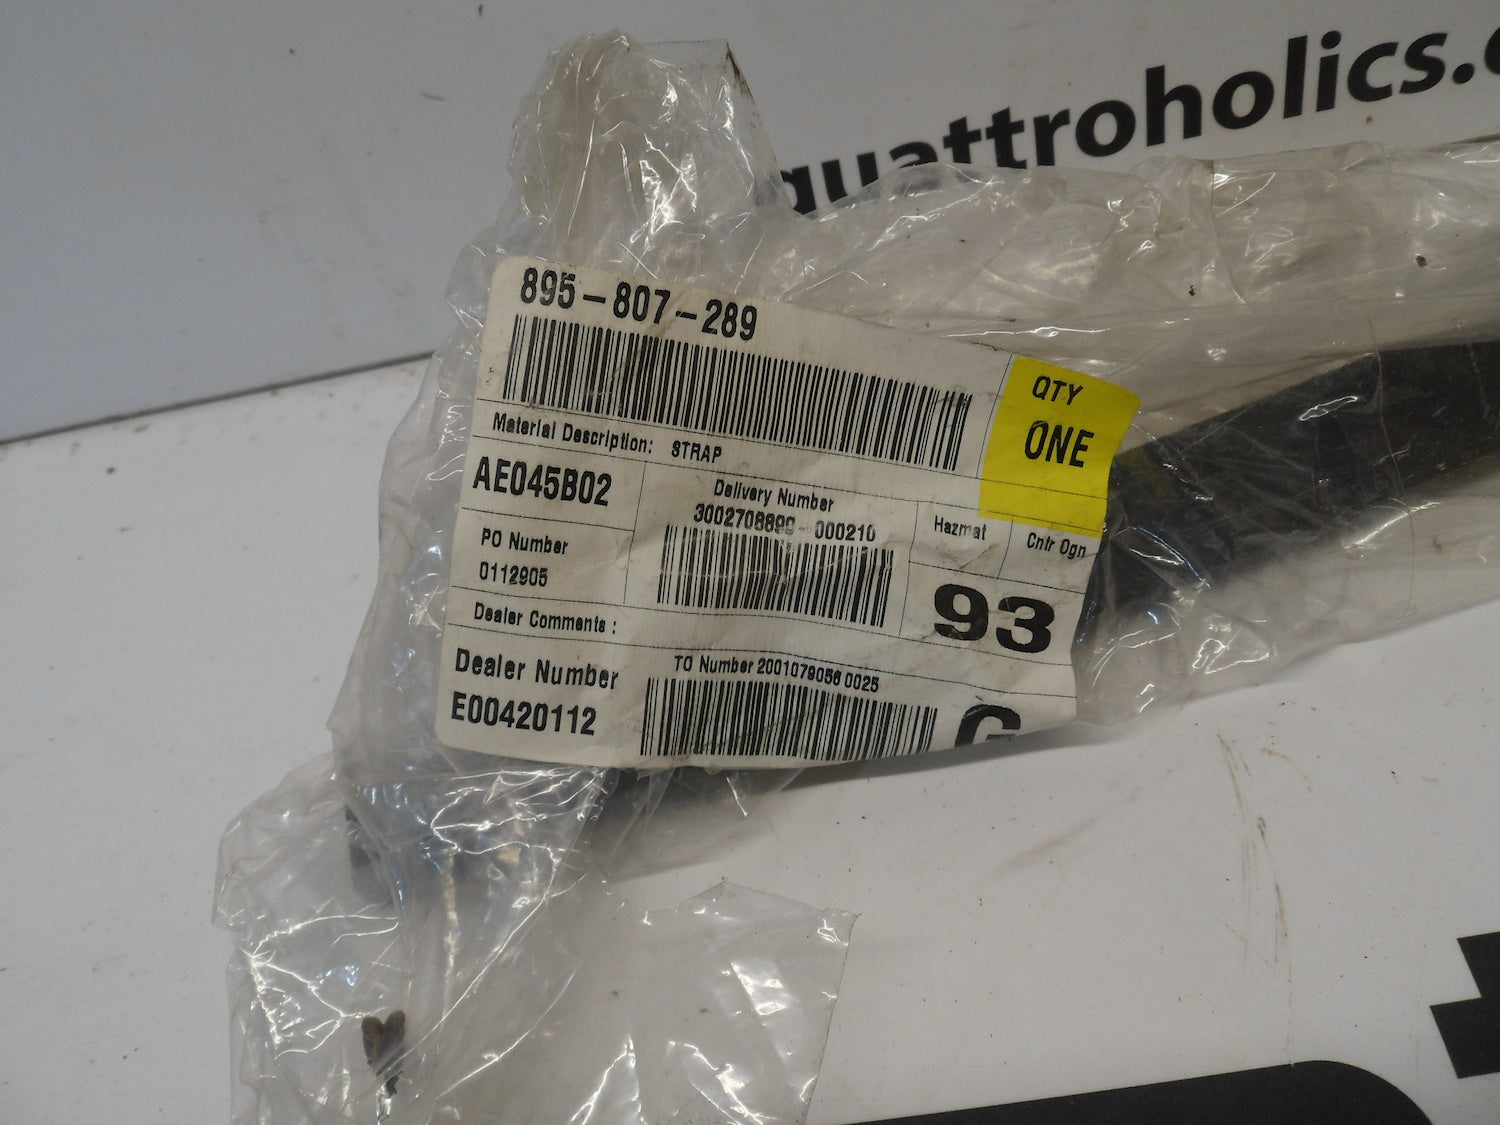 quattroholics.
895-807-289
QTY
ONE
Material Description: STRAP
AE045B02
Delivery Number
000210
Hazmat
Cntr Ogn
PO Number
0112905
93
Dealer Comments :
Dealer Number
TO Number 0025
E00420112
G